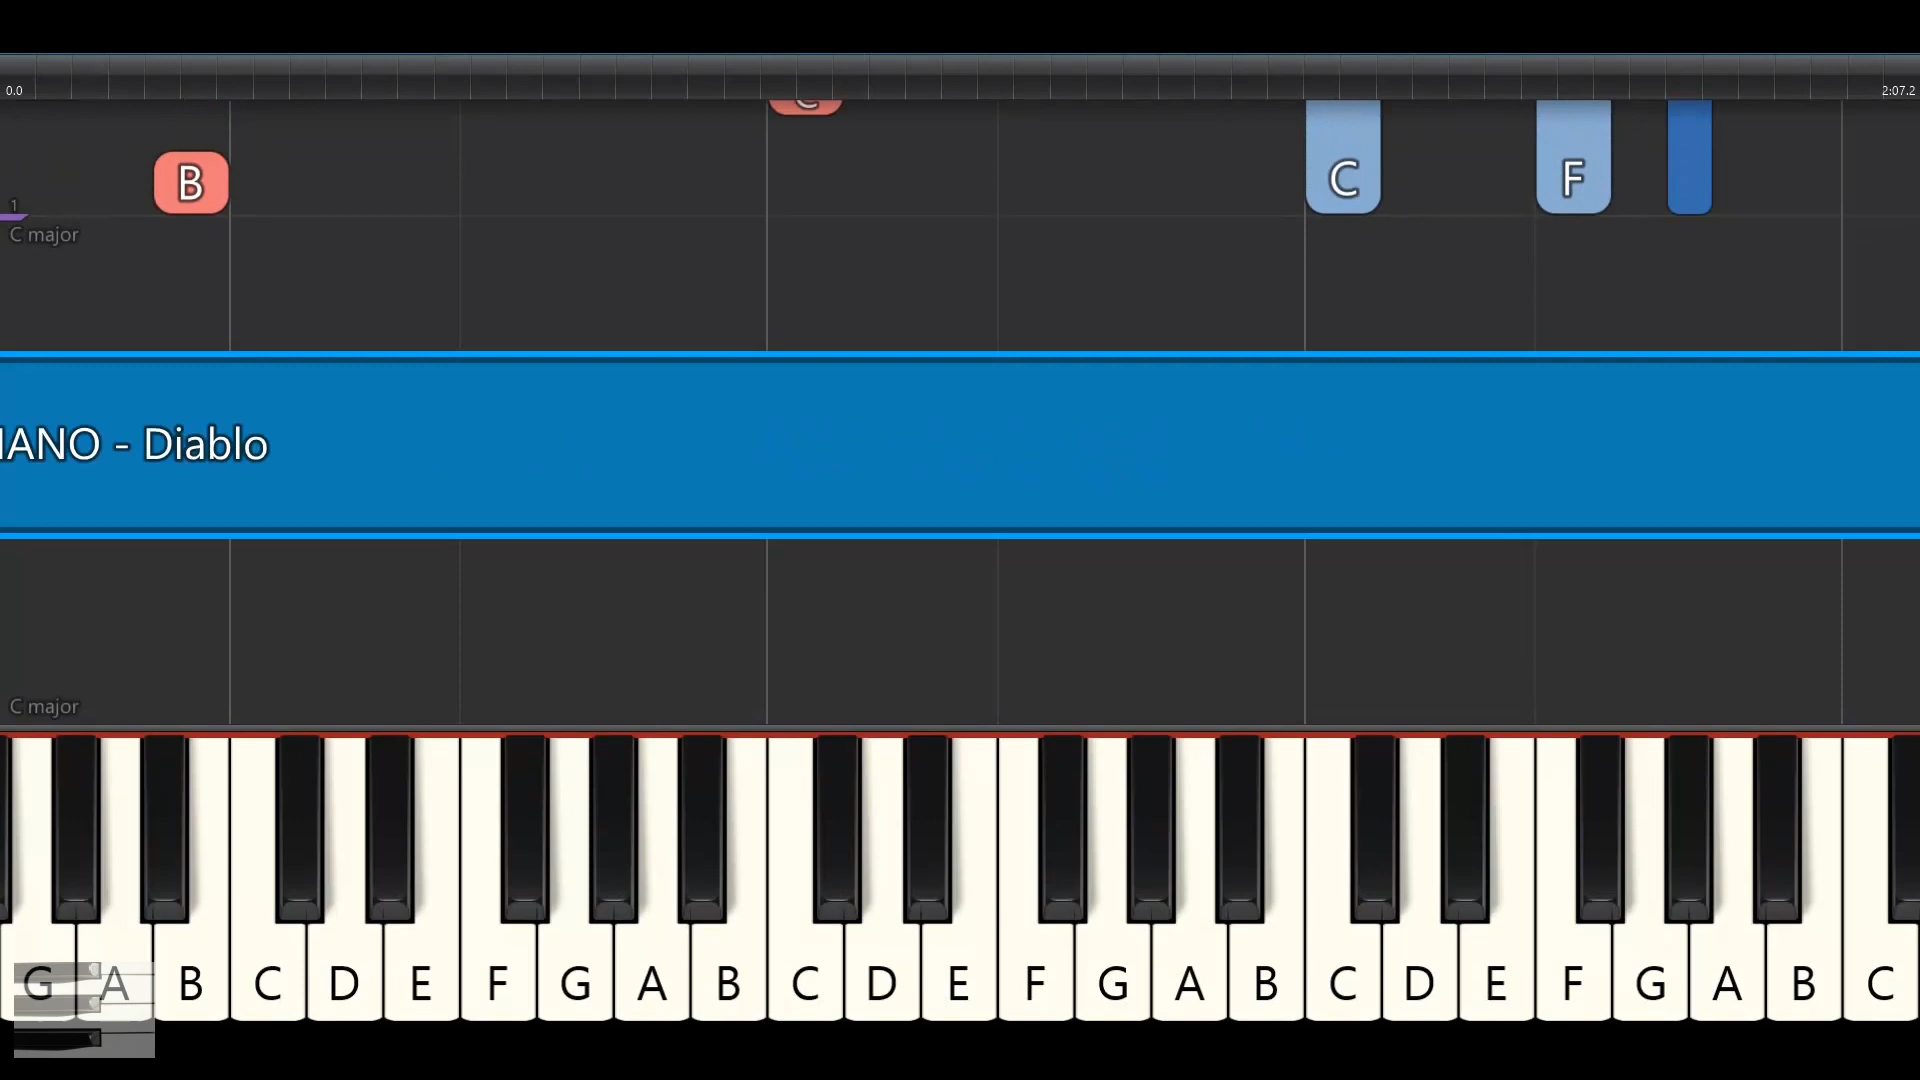 0.0
2:07.2
C
B
C
F
1
C major
IANO - Diablo
C major
G A B C D E F G A B C D E F G A B C D E F G A B C